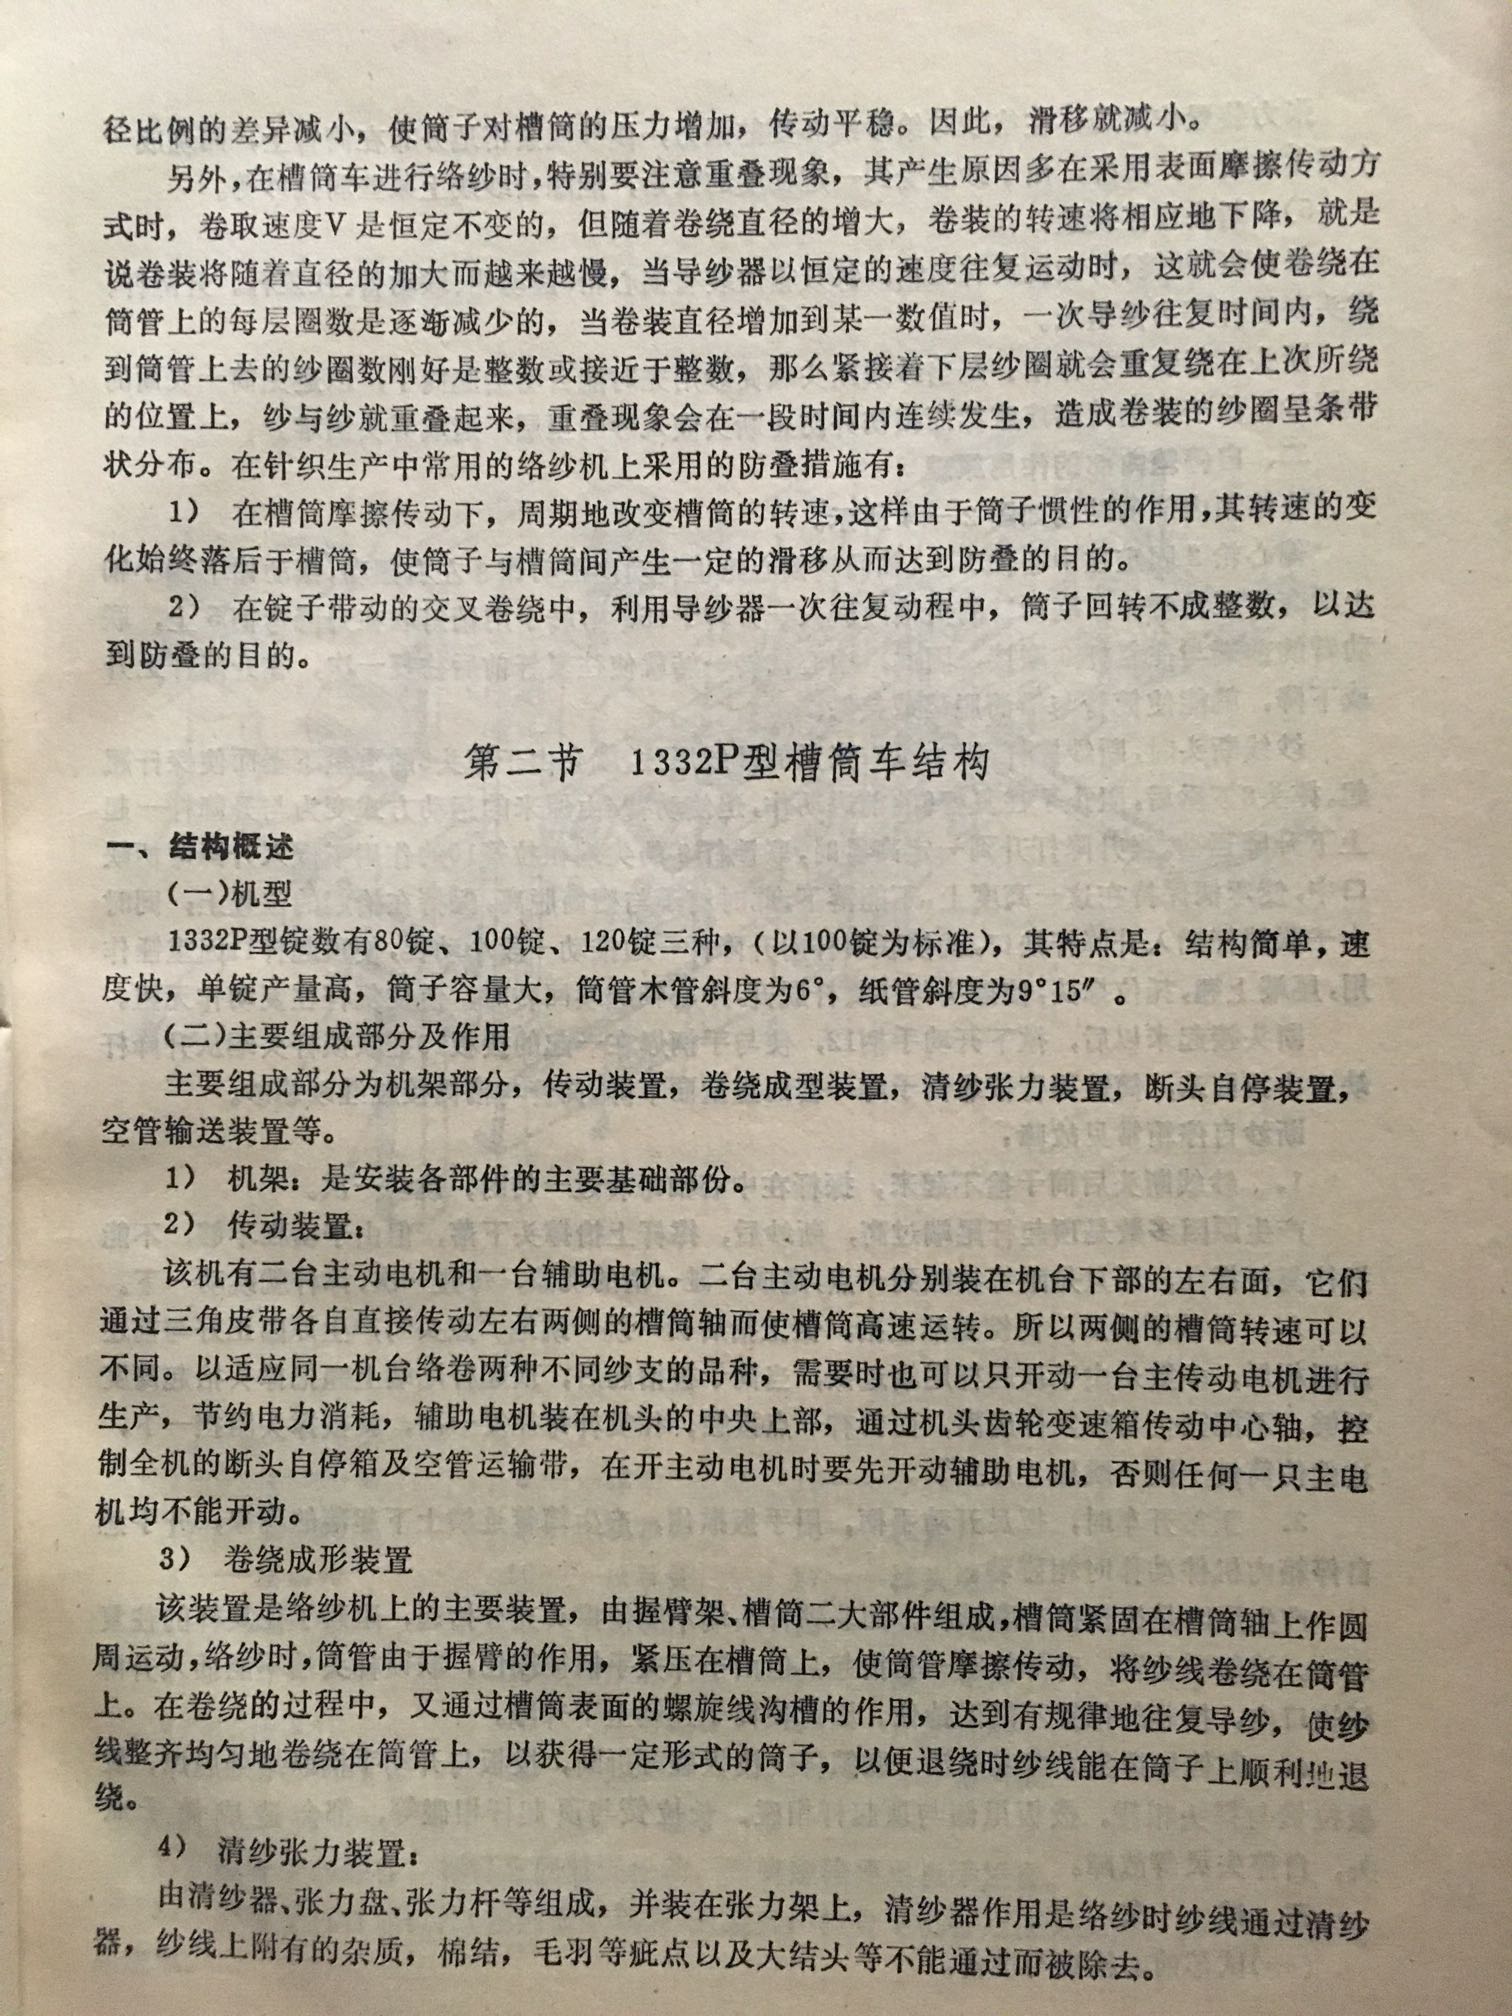 径比例的差异减小，使筒子对槽筒的压力增加，传动平稳。因此，滑移就减小。
另外，在槽筒车进行络纱时，特别要注意重叠现象，其产生原因多在采用表面摩擦传动方
式时，卷取速度V是恒定不变的，但随着卷绕直径的增大，卷装的转速将相应地下降，就是
说卷装将随着直径的加大而越来越慢，当导纱器以恒定的速度往复运动时，这就会使卷绕在
筒管上的每层圈数是逐渐减少的，当卷装直径增加到某一数值时，一次导纱往复时间内，绕
到筒管上去的纱圈数刚好是整数或接近于整数，那么紧接着下层纱圈就会重复绕在上次所绕
的位置上，纱与纱就重叠起来，重叠现象会在一段时间内连续发生，造成卷装的纱圈呈条带
状分布。在针织生产中常用的络纱机上采用的防叠措施有：
1） 在槽筒摩擦传动下，周期地改变槽筒的转速，这样由于筒子惯性的作用，其转速的变
化始终落后于槽筒，使筒子与槽筒间产生一定的滑移从而达到防叠的目的。
2） 在锭子带动的交叉卷绕中，利用导纱器一次往复动程中，筒子回转不成整数，以达
到防叠的目的。
第二节 1332P型槽筒车结构
一、结构概述
（一）机型
1332P型锭数有80锭、100锭、120锭三种，（以100锭为标准），其特点是：结构简单，速
度快，单锭产量高，筒子容量大，筒管木管斜度为6°，纸管斜度为9°15″。
（二）主要组成部分及作用
主要组成部分为机架部分，传动装置，卷绕成型装置，清纱张力装置，断头自停装置，
空管输送装置等。
1） 机架：是安装各部件的主要基础部份。
2） 传动装置：
该机有二台主动电机和一台辅助电机。二台主动电机分别装在机台下部的左右面，它们
通过三角皮带各自直接传动左右两侧的槽筒轴而使槽筒高速运转。所以两侧的槽筒转速可以
不同。以适应同一机台络卷两种不同纱支的品种，需要时也可以只开动一台主传动电机进行
生产，节约电力消耗，辅助电机装在机头的中央上部，通过机头齿轮变速箱传动中心轴，控
制全机的断头自停箱及空管运输带，在开主动电机时要先开动辅助电机，否则任何一只主电
机均不能开动。
3） 卷绕成形装置
该装置是络纱机上的主要装置，由握臂架、槽筒二大部件组成，槽筒紧固在槽筒轴上作圆
周运动，络纱时，筒管由于握臂的作用，紧压在槽筒上，使筒管摩擦传动，将纱线卷绕在筒管
上。在卷绕的过程中，又通过槽筒表面的螺旋线沟槽的作用，达到有规律地往复导纱，使纱
线整齐均匀地卷绕在筒管上，以获得一定形式的筒子，以便退绕时纱线能在筒子上顺利地退
绕。
4） 清纱张力装置：
由清纱器、张力盘、张力杆等组成，并装在张力架上，清纱器作用是络纱时纱线通过清纱
器，纱线上附有的杂质，棉结，毛羽等疵点以及大结头等不能通过而被除去。